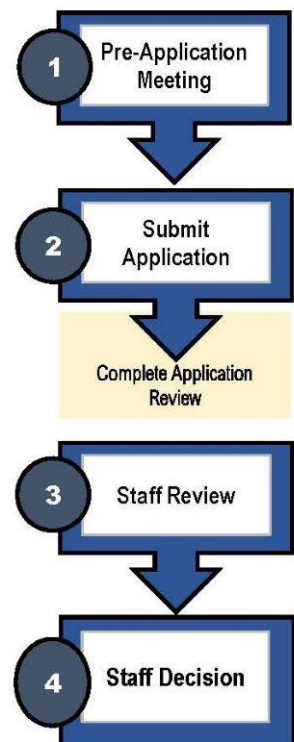 1
Pre-Application
Meeting
2
Submit
Application
Complete Application
Review
3
Staff Review
4
Staff Decision